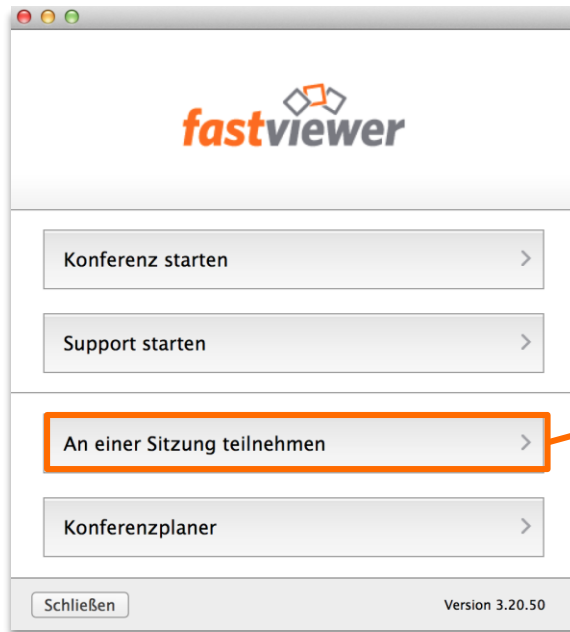 fastviewer
Konferenz starten
Support starten
An einer Sitzung teilnehmen
Konferenzplaner
Schließen
Version 3.20.50